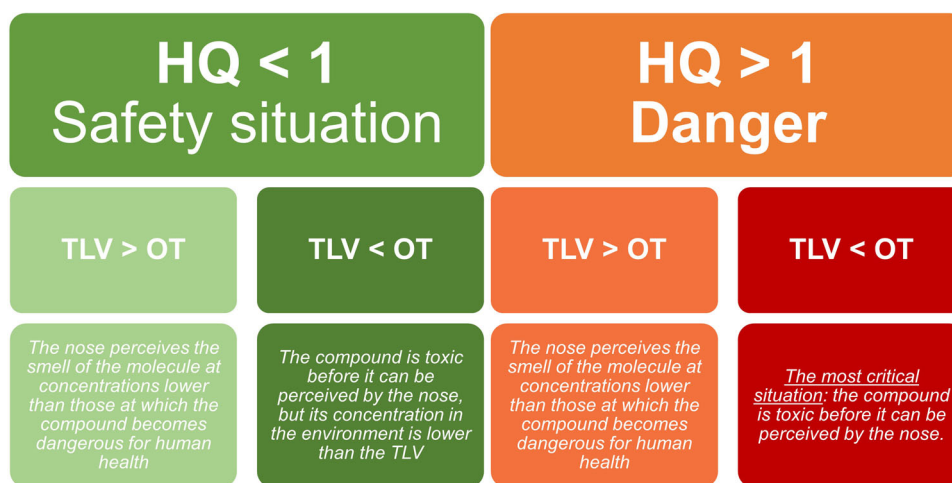 HQ < 1
Safety situation
HQ > 1
Danger
TLV > OT
TLV < OT
TLV > OT
TLV < OT
The nose perceives the
smell of the molecule at
concentrations lower
than those at which the
compound becomes
dangerous for human
health
The compound is toxic
before it can be
perceived by the nose,
but its concentration in
the environment is lower
than the TLV
The nose perceives the
smell of the molecule at
concentrations lower
than those at which the
compound becomes
dangerous for human
health
The most critical
situation: the compound
is toxic before it can be
perceived by the nose.